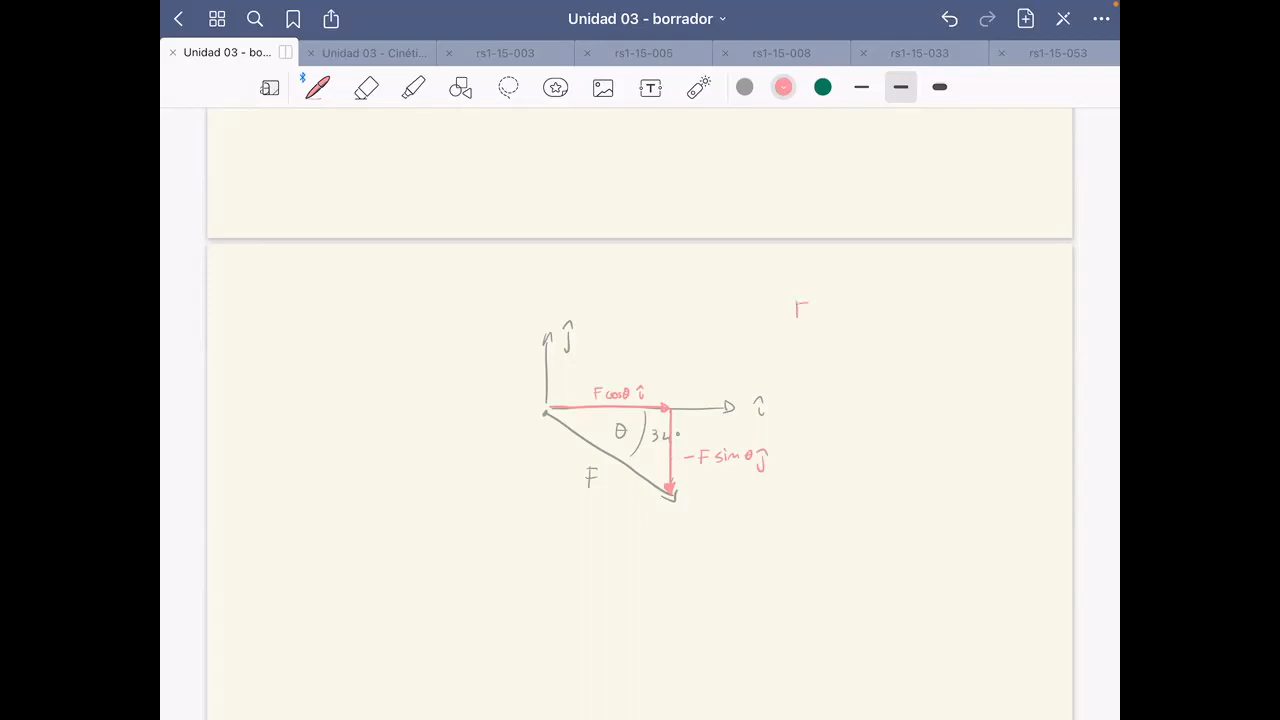 Unidad 03 - borrador
Unidad 03 - bo...
Unidad 03 - Cinéti...
rs1-15-003
rs1-15-005
rs1-15-008
rs1-15-033
rs1-15-053
T
ĵ
F cosθ î
î
θ
34°
- F sin θ ĵ
F